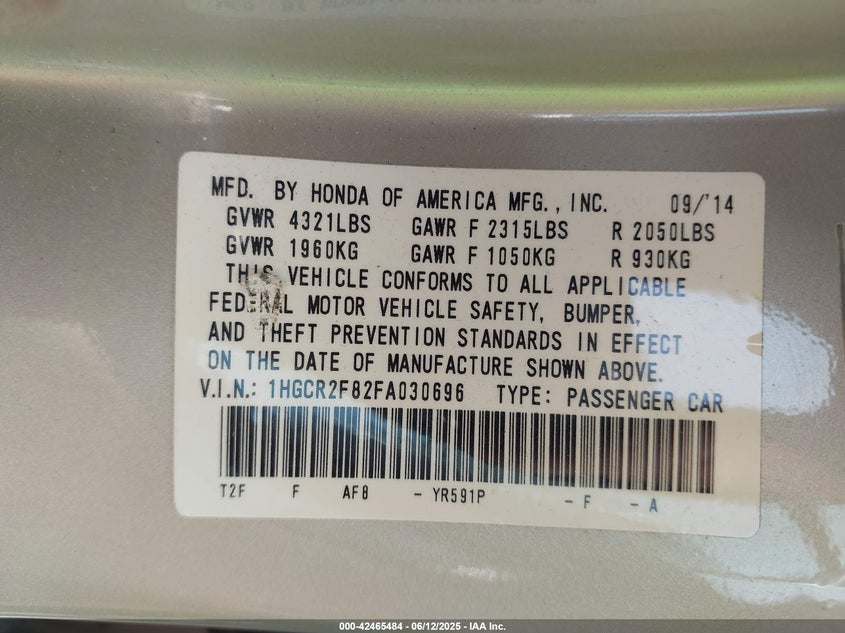 MFD. BY HONDA OF AMERICA MFG., INC. 09/'14
GVWR 4321LBS GAWR F 2315LBS R 2050LBS
GVWR 1960KG GAWR F 1050KG R 930KG
THIS VEHICLE CONFORMS TO ALL APPLICABLE
FEDERAL MOTOR VEHICLE SAFETY, BUMPER,
AND THEFT PREVENTION STANDARDS IN EFFECT
ON THE DATE OF MANUFACTURE SHOWN ABOVE.
V.I.N.: 1HGCR2F82FA030696 TYPE: PASSENGER CAR
T2F F AF8 - YR591P - F - A
000-42465484 - 06/12/2025 - IAA Inc.